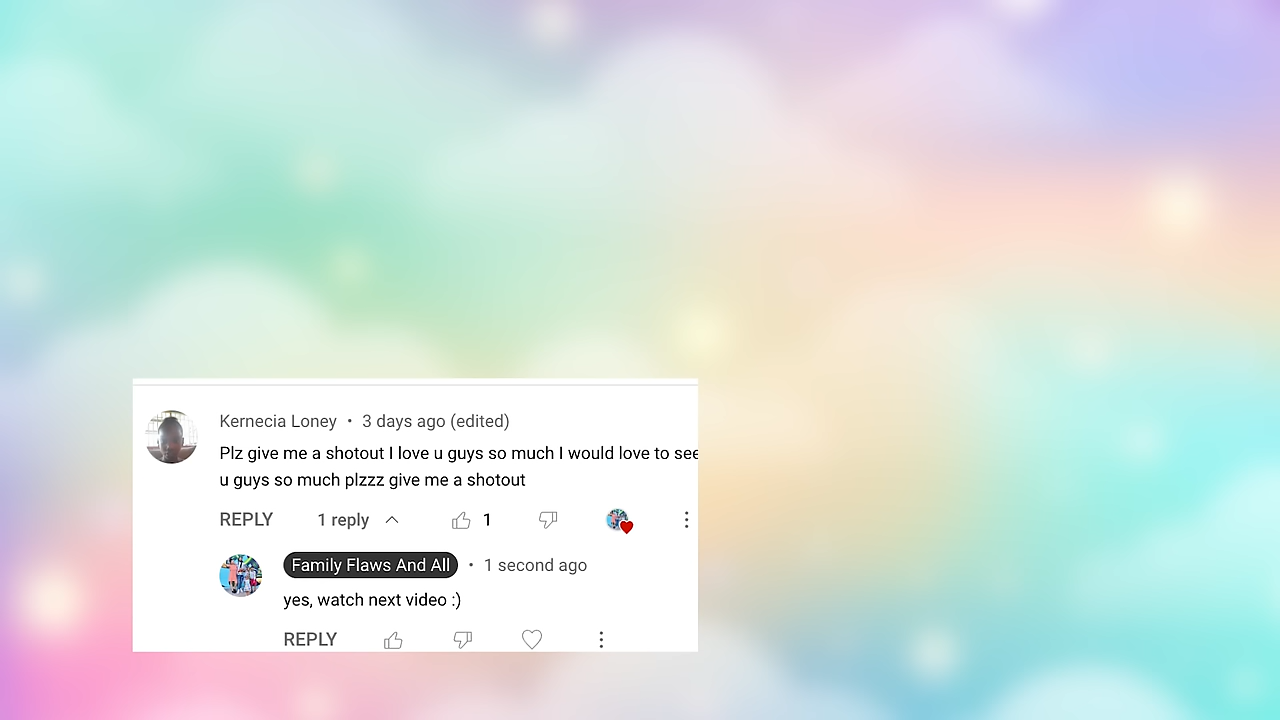 Kernecia Loney • 3 days ago (edited)
Plz give me a shotout I love u guys so much I would love to see
u guys so much plzzz give me a shotout
REPLY 1 reply 1
Family Flaws And All • 1 second ago
yes, watch next video :)
REPLY